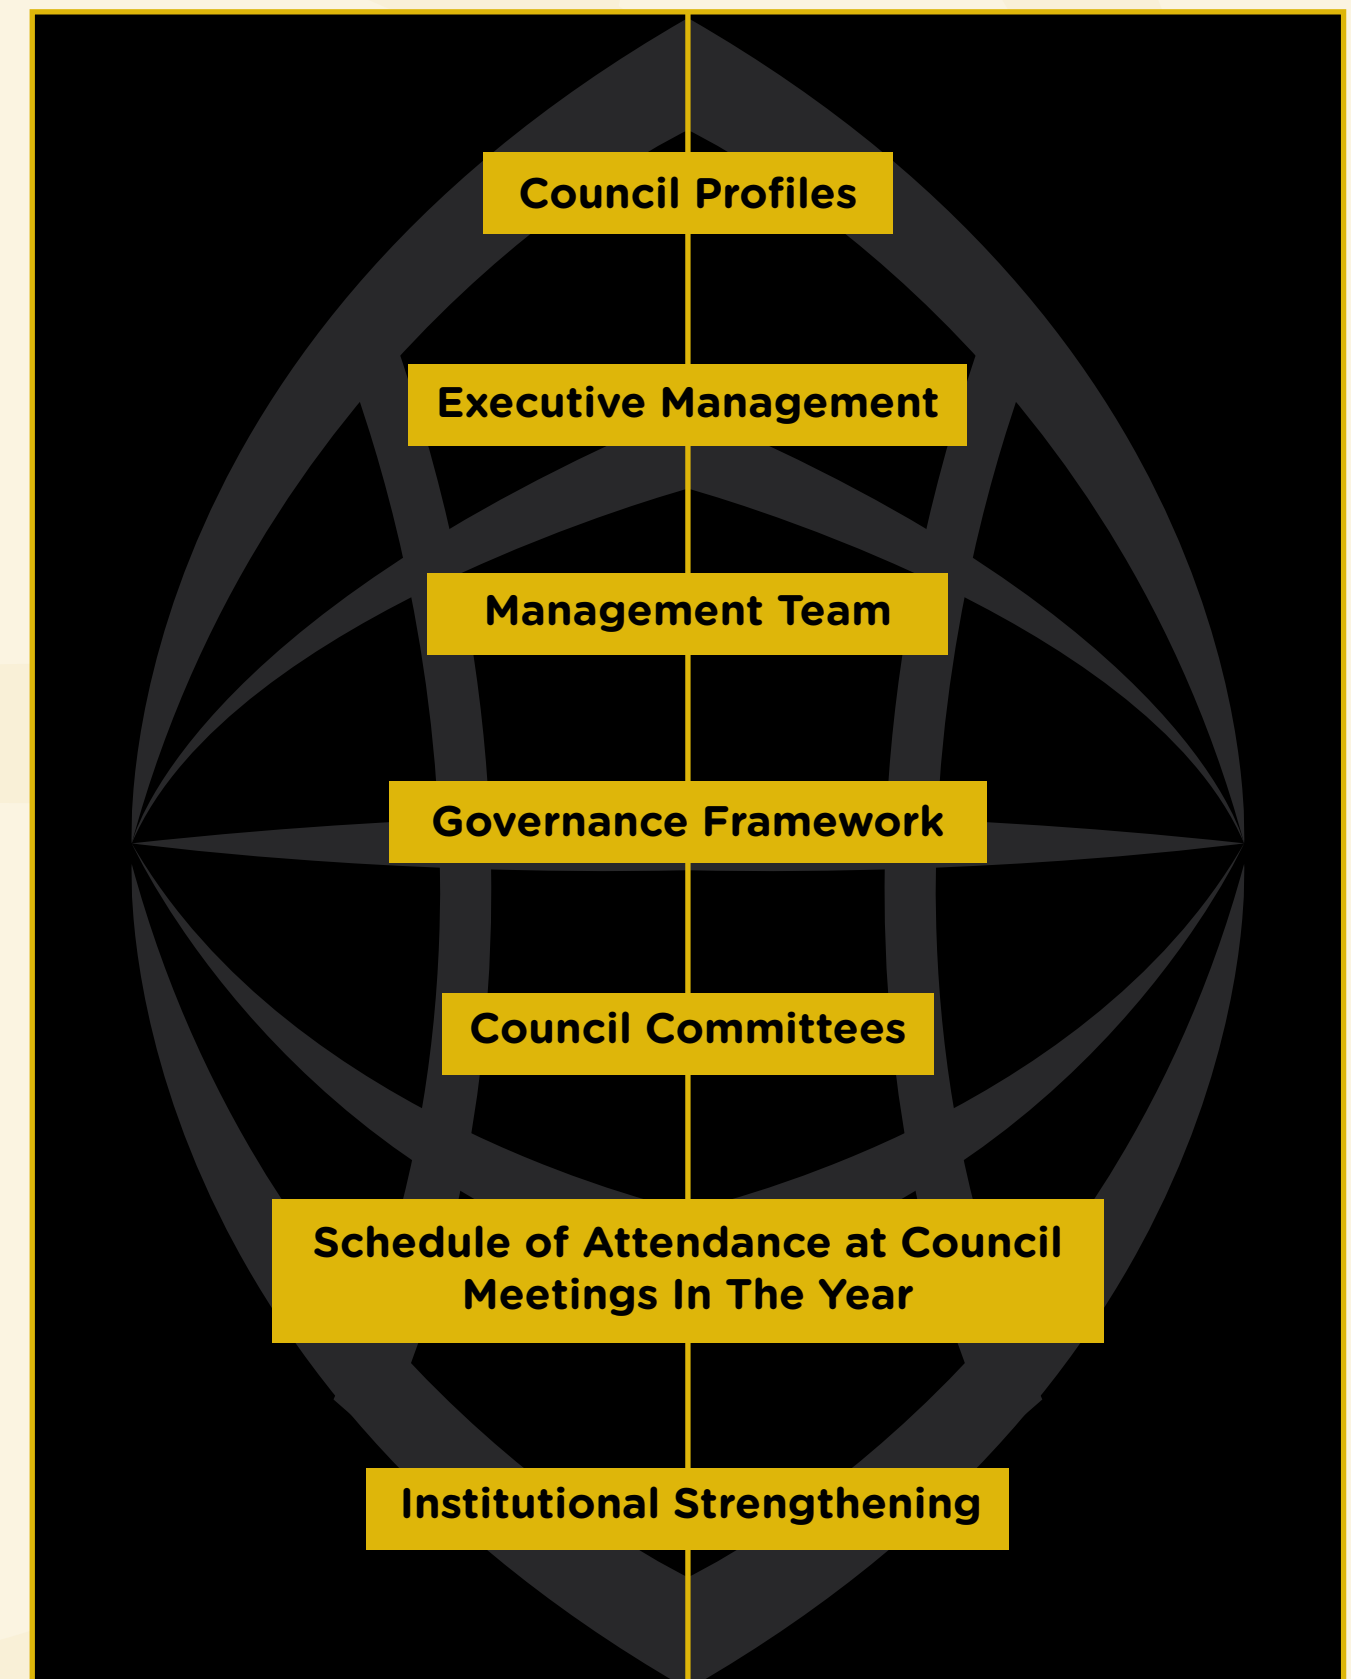 Council Profiles
Executive Management
Management Team
Governance Framework
Council Committees
Schedule of Attendance at Council
Meetings In The Year
Institutional Strengthening